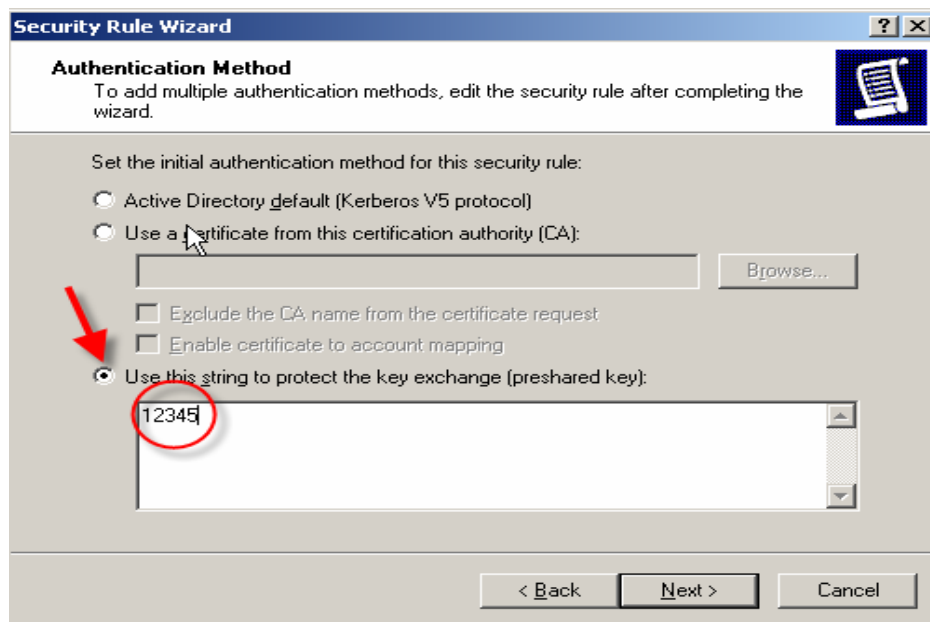 Security Rule Wizard
Authentication Method
To add multiple authentication methods, edit the security rule after completing the
wizard.
Set the initial authentication method for this security rule:
Active Directory default (Kerberos V5 protocol)
Use a certificate from this certification authority (CA):
Browse...
Exclude the CA name from the certificate request
Enable certificate to account mapping
Use this string to protect the key exchange (preshared key):
12345
< Back Next > Cancel